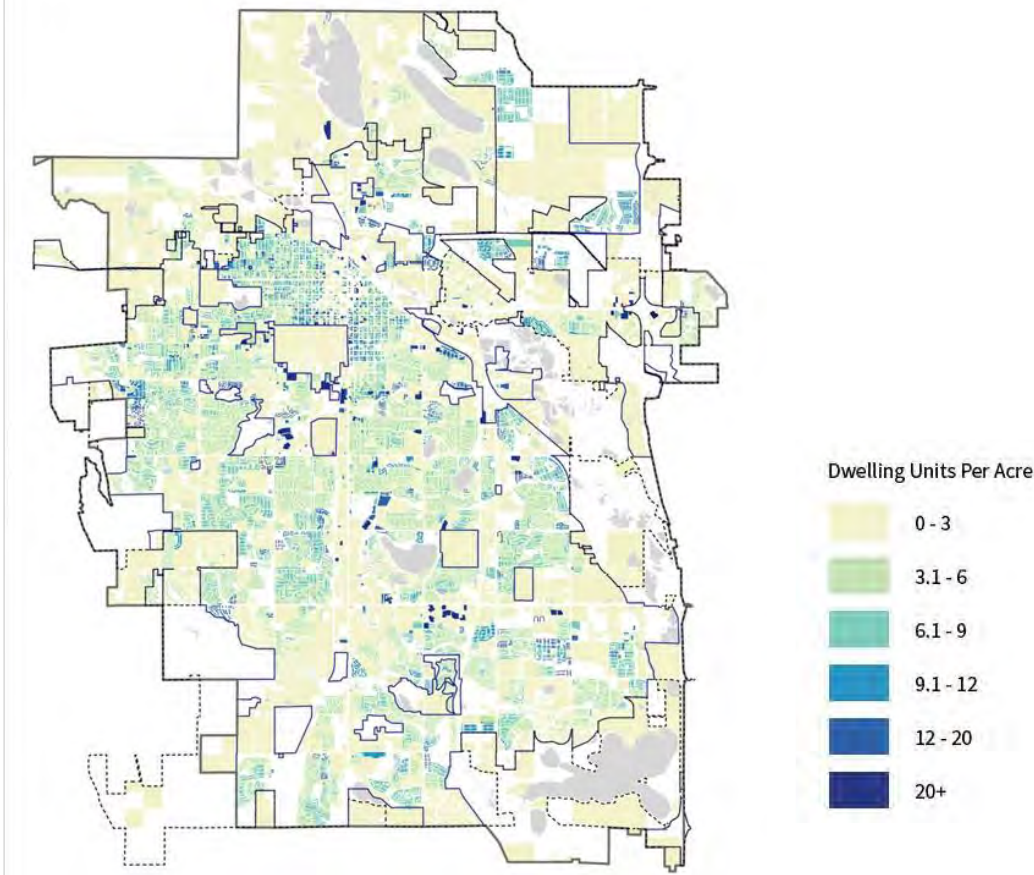 Dwelling Units Per Acre
0 - 3
3.1 - 6
6.1 - 9
9.1 - 12
12 - 20
20+